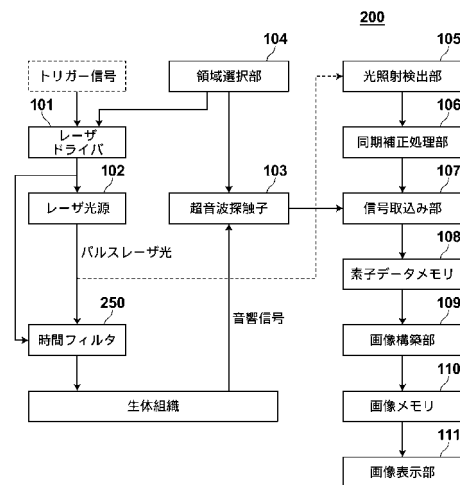 200
104
105
トリガー信号
領域選択部
光照射検出部
101
106
レーザ
ドライバ
同期補正処理部
102
103
107
レーザ光源
超音波探触子
信号取込み部
パルスレーザ光
108
素子データメモリ
250
音響信号
109
時間フィルタ
画像構築部
110
生体組織
画像メモリ
111
画像表示部